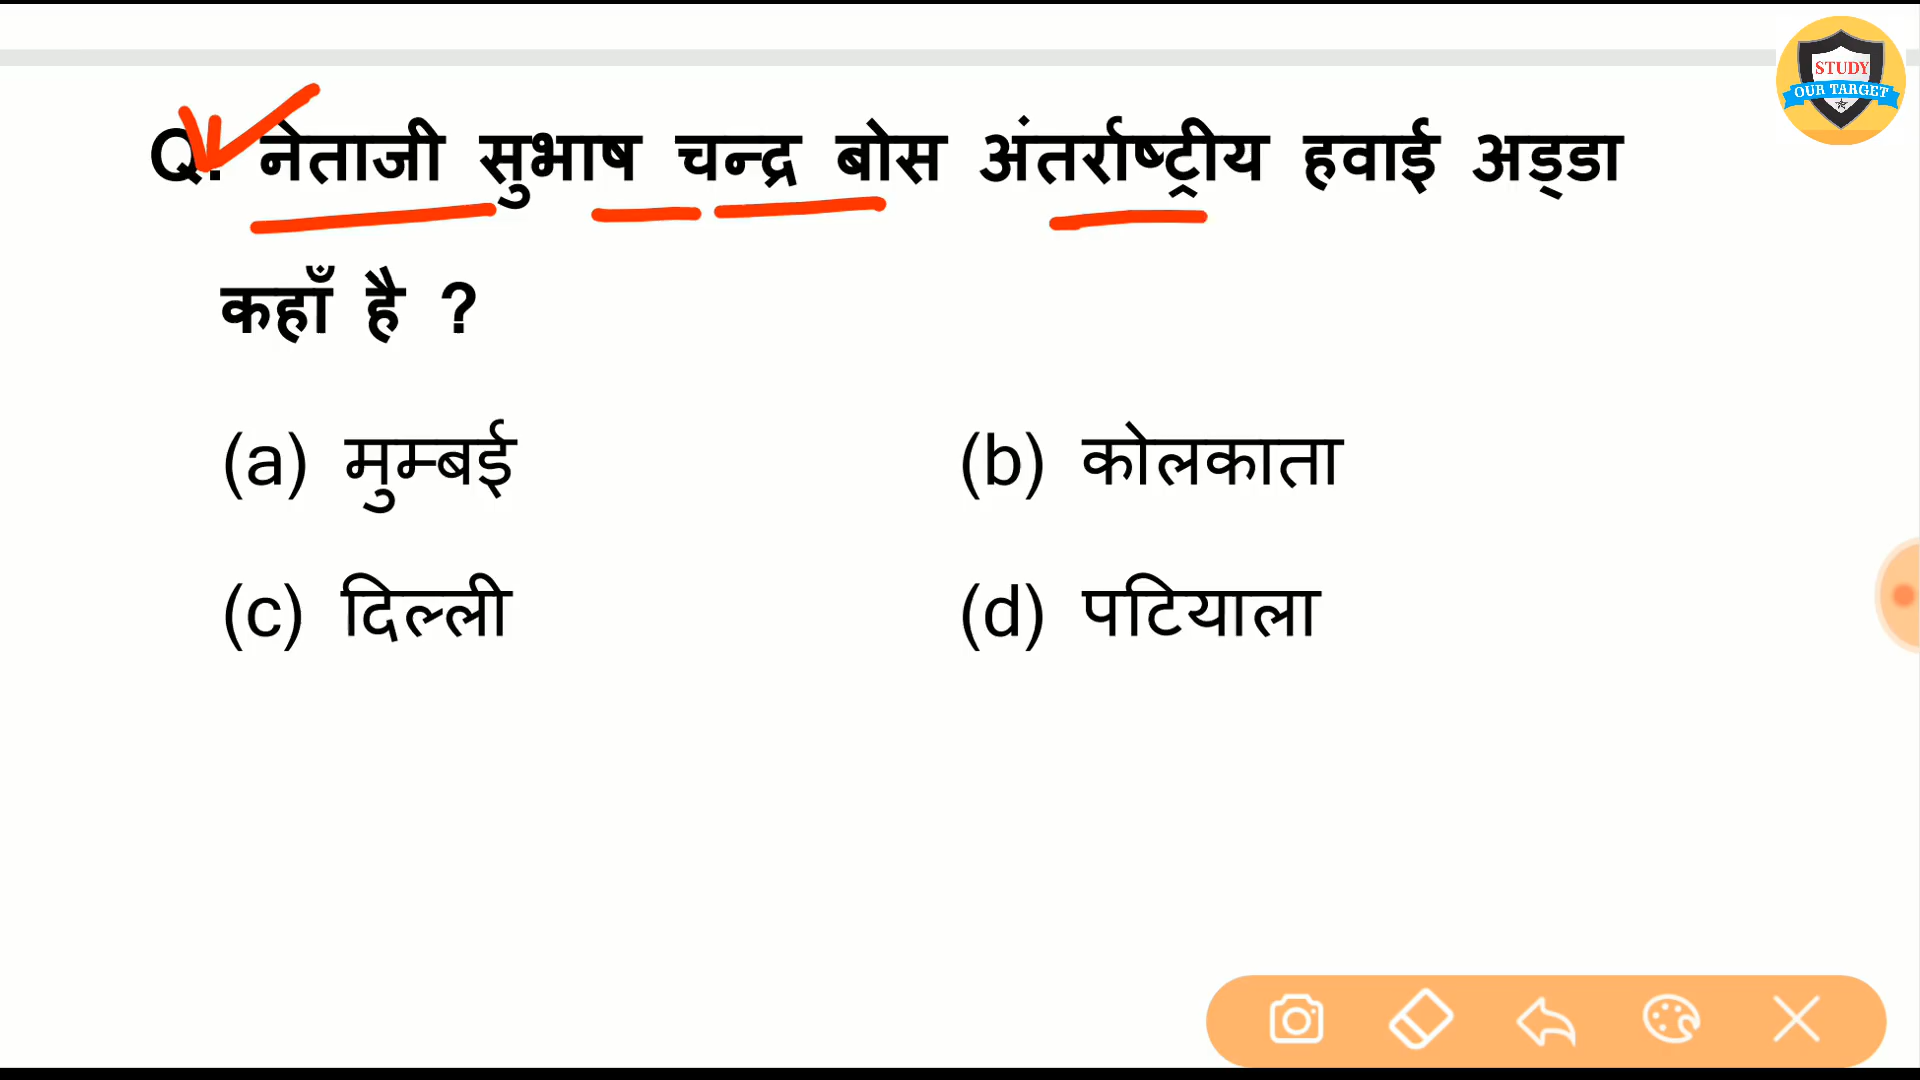 STUDY
OUR TARGET
Q. नेताजी सुभाष चन्द्र बोस अंतर्राष्ट्रीय हवाई अड्डा
कहाँ है ?
(a) मुम्बई (b) कोलकाता
(c) दिल्ली (d) पटियाला